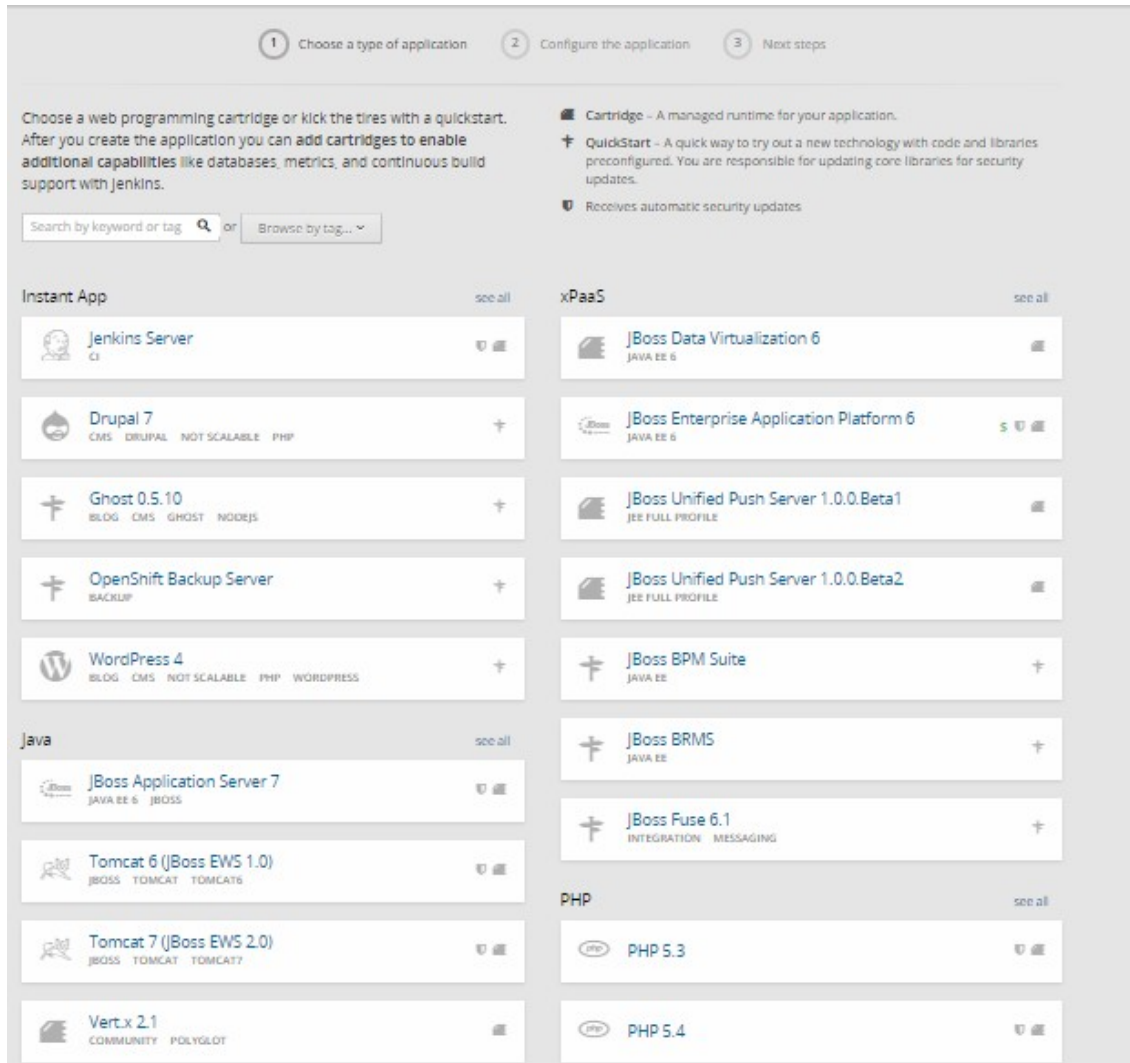 1 Choose a type of application 2 Configure the application 3 Next steps
Choose a web programming cartridge or kick the tires with a quickstart.
After you create the application you can add cartridges to enable
additional capabilities like databases, metrics, and continuous build
support with Jenkins.
Search by keyword or tag or Browse by tag...
Cartridge – A managed runtime for your application.
QuickStart – A quick way to try out a new technology with code and libraries
preconfigured. You are responsible for updating core libraries for security
updates.
Receives automatic security updates
Instant App see all
Jenkins Server
CI
Drupal 7
CMS DRUPAL NOT SCALABLE PHP
Ghost 0.5.10
BLOG CMS GHOST NODEJS
OpenShift Backup Server
BACKUP
WordPress 4
BLOG CMS NOT SCALABLE PHP WORDPRESS
Java see all
JBoss
JBoss Application Server 7
JAVA EE 6 JBOSS
Tomcat 6 (JBoss EWS 1.0)
JBOSS TOMCAT TOMCAT6
Tomcat 7 (JBoss EWS 2.0)
JBOSS TOMCAT TOMCAT7
Vert.x 2.1
COMMUNITY POLYGLOT
xPaaS see all
JBoss Data Virtualization 6
JAVA EE 6
JBoss
JBoss Enterprise Application Platform 6
JAVA EE 6
$
JBoss Unified Push Server 1.0.0.Beta1
JEE FULL PROFILE
JBoss Unified Push Server 1.0.0.Beta2
JEE FULL PROFILE
JBoss BPM Suite
JAVA EE
JBoss BRMS
JAVA EE
JBoss Fuse 6.1
INTEGRATION MESSAGING
PHP see all
php PHP 5.3
php PHP 5.4